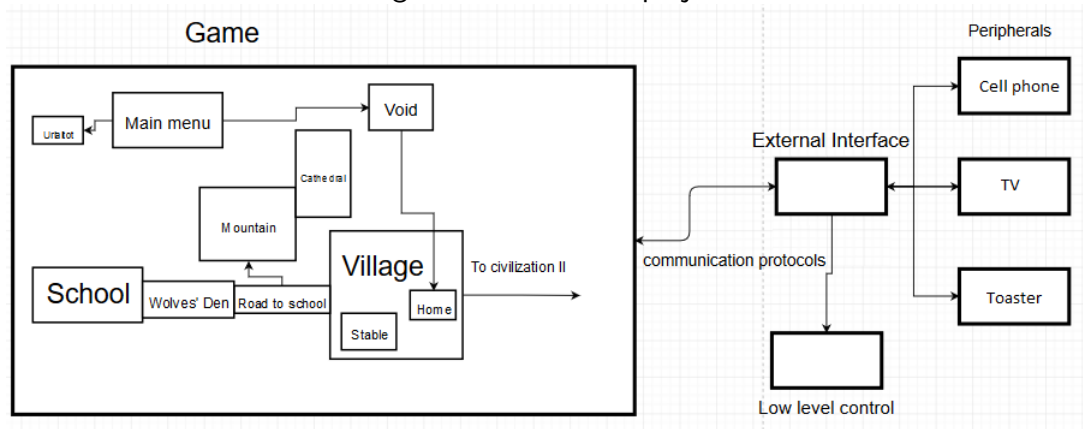 Game
Peripherals
Cell phone
Main menu
Void
External Interface
Cathedral
TV
Mountain
Village
To civilization II
communication protocols
School
Wolves' Den
Road to school
Home
Toaster
Stable
Low level control